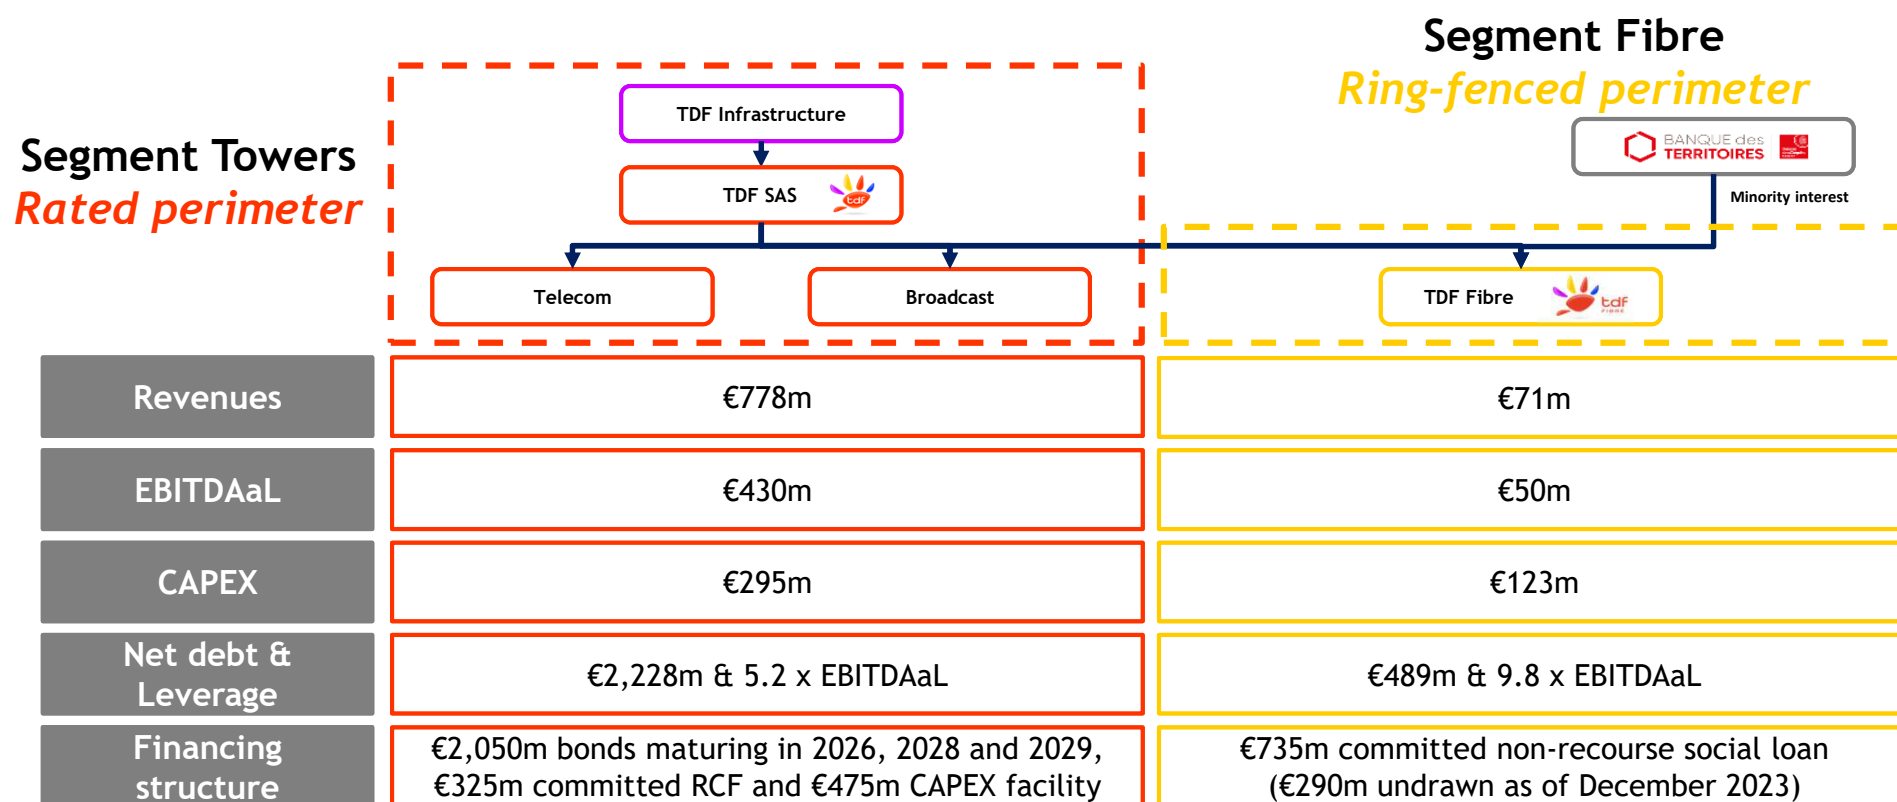 Segment Fibre
Ring-fenced perimeter
TDF Infrastructure
BANQUE des
TERRITOIRES
Segment Towers
Rated perimeter
TDF SAS
tdf
Minority interest
Telecom
Broadcast
TDF Fibre
tdf
FIBRE
Revenues
€778m
€71m
EBITDAaL
€430m
€50m
CAPEX
€295m
€123m
Net debt &
Leverage
€2,228m & 5.2 x EBITDAaL
€489m & 9.8 x EBITDAaL
Financing
structure
€2,050m bonds maturing in 2026, 2028 and 2029,
€325m committed RCF and €475m CAPEX facility
€735m committed non-recourse social loan
(€290m undrawn as of December 2023)